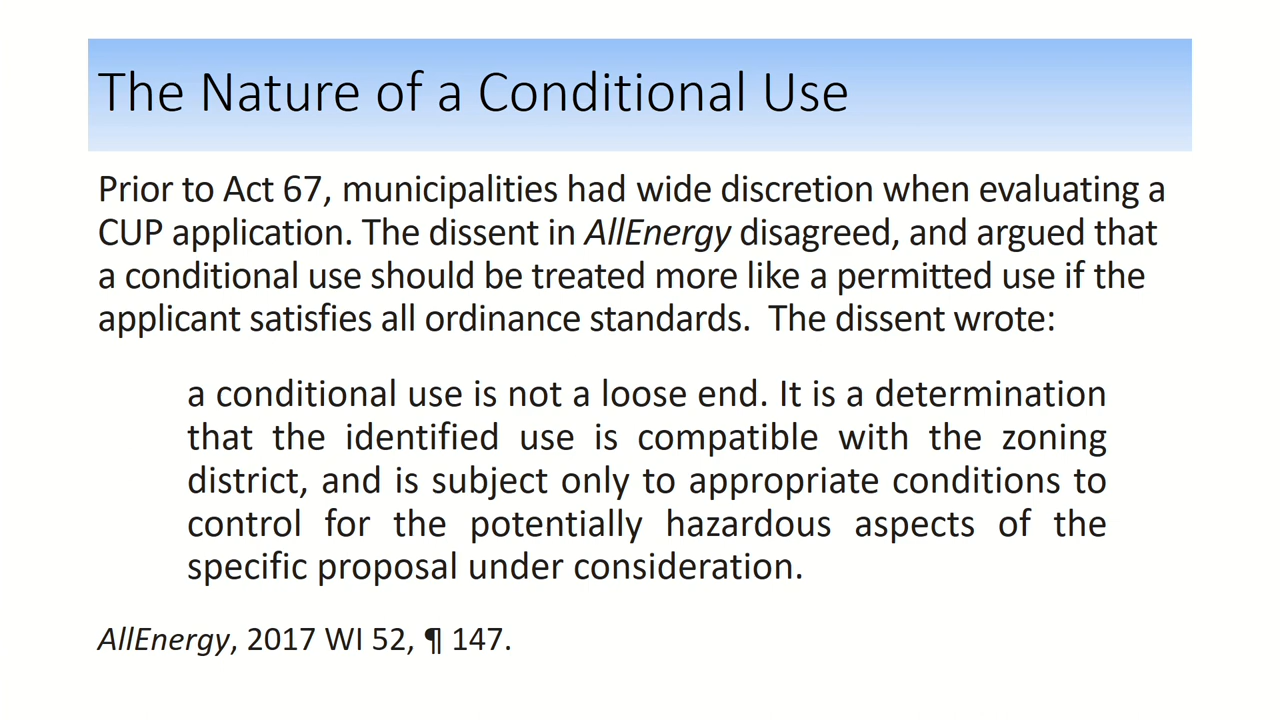 The Nature of a Conditional Use
Prior to Act 67, municipalities had wide discretion when evaluating a
CUP application. The dissent in AllEnergy disagreed, and argued that
a conditional use should be treated more like a permitted use if the
applicant satisfies all ordinance standards.  The dissent wrote:
a conditional use is not a loose end. It is a determination
that the identified use is compatible with the zoning
district, and is subject only to appropriate conditions to
control for the potentially hazardous aspects of the
specific proposal under consideration.
AllEnergy, 2017 WI 52, ¶ 147.